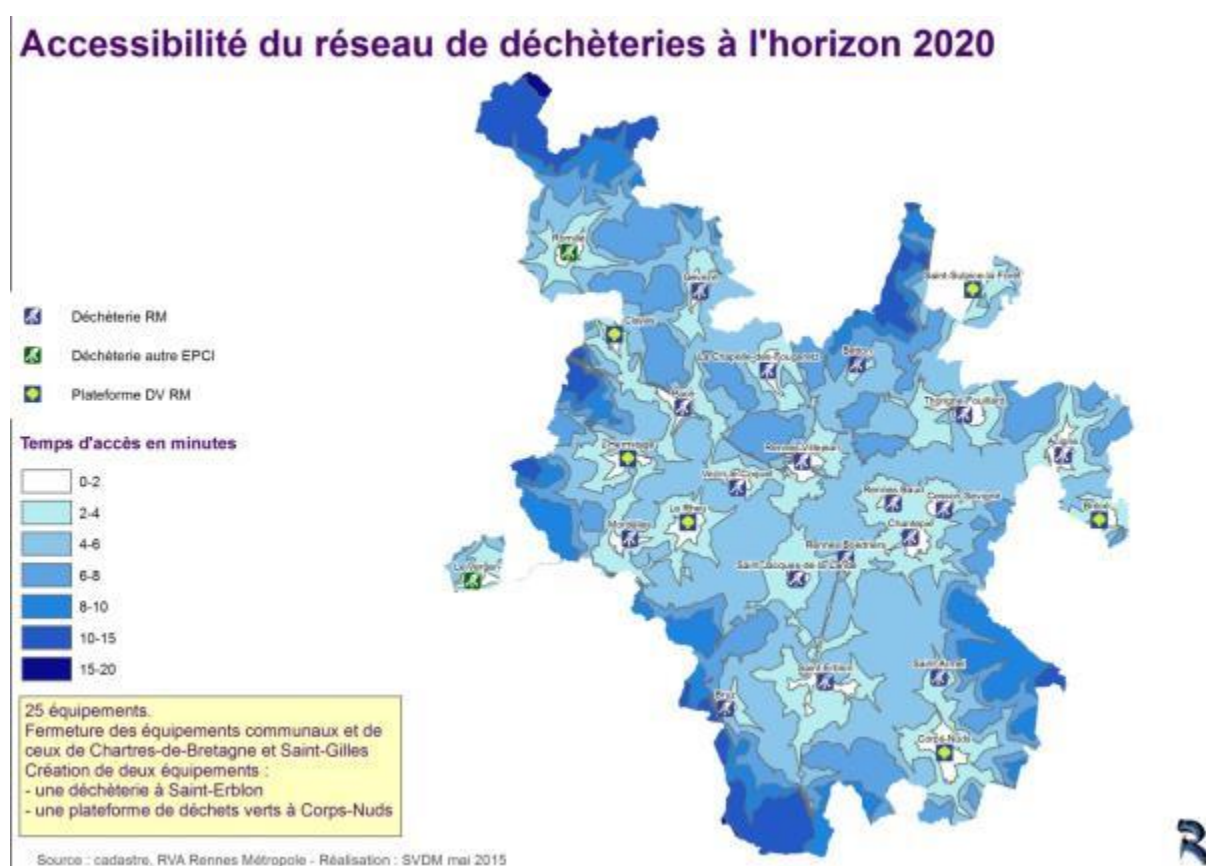 Accessibilité du réseau de déchèteries à l'horizon 2020
Romillé
Gévezé
Saint-Sulpice-la-Forêt
Déchèterie RM
Déchèterie autre EPCI
Plateforme DV RM
Clayes
La Chapelle-des-Fougeretz
Betton
Pacé
Thorigné-Fouillard
Temps d'accès en minutes
0-2
2-4
4-6
6-8
8-10
10-15
15-20
L'Hermitage
Rennes Villejean
Acigné
Vezin-le-Coquet
Rennes Baud
Cesson-Sévigné
Le Rheu
Brécé
Mordelles
Chantepie
Rennes Bosphore
Saint-Jacques-de-la-Lande
Le Verger
Saint-Erblon
Saint-Armel
Bruz
Corps-Nuds
25 équipements.
Fermeture des équipements communaux et de
ceux de Chartres-de-Bretagne et Saint-Gilles
Création de deux équipements :
- une déchèterie à Saint-Erblon
- une plateforme de déchets verts à Corps-Nuds
Source : cadastre, RVA Rennes Métropole - Réalisation : SVDM mai 2015
R